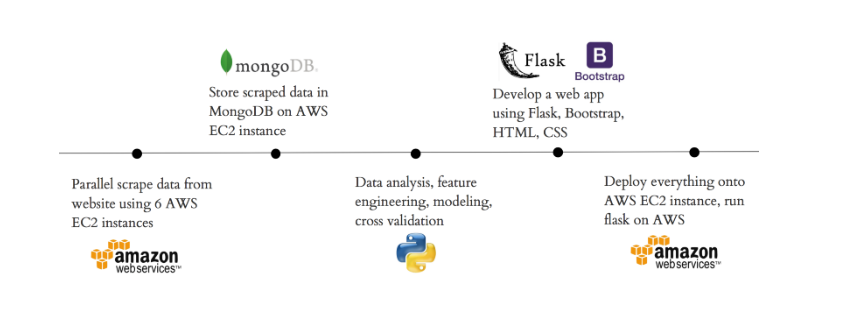 mongoDB.
Store scraped data in
MongoDB on AWS
EC2 instance
Flask
B
Bootstrap
Develop a web app
using Flask, Bootstrap,
HTML, CSS
Parallel scrape data from
website using 6 AWS
EC2 instances
amazon
webservices™
Data analysis, feature
engineering, modeling,
cross validation
Deploy everything onto
AWS EC2 instance, run
flask on AWS
amazon
webservices™